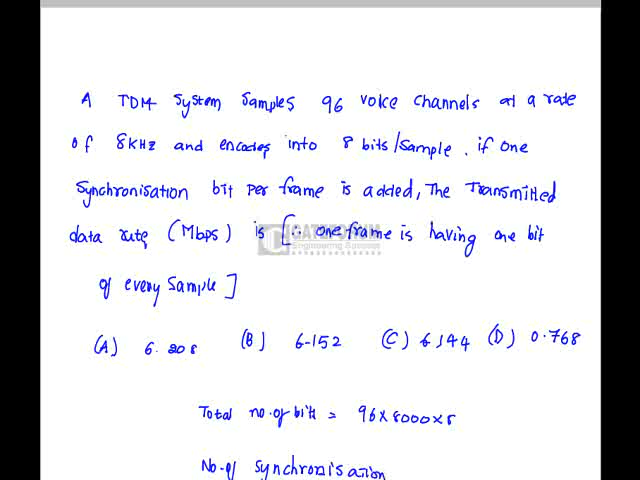 A TDM System Samples 96 voice channels at a rate
of 8KHz and encodes into 8 bits/sample. if one
Synchronisation bit per frame is added, The Transmitted
data rate (Mbps) is [∵ one frame is having one bit
of every Sample]
(A) 6.208 (B) 6.152 (C) 6.144 (D) 0.768
Total no.of bits = 96×8000×8
No.of Synchronisation